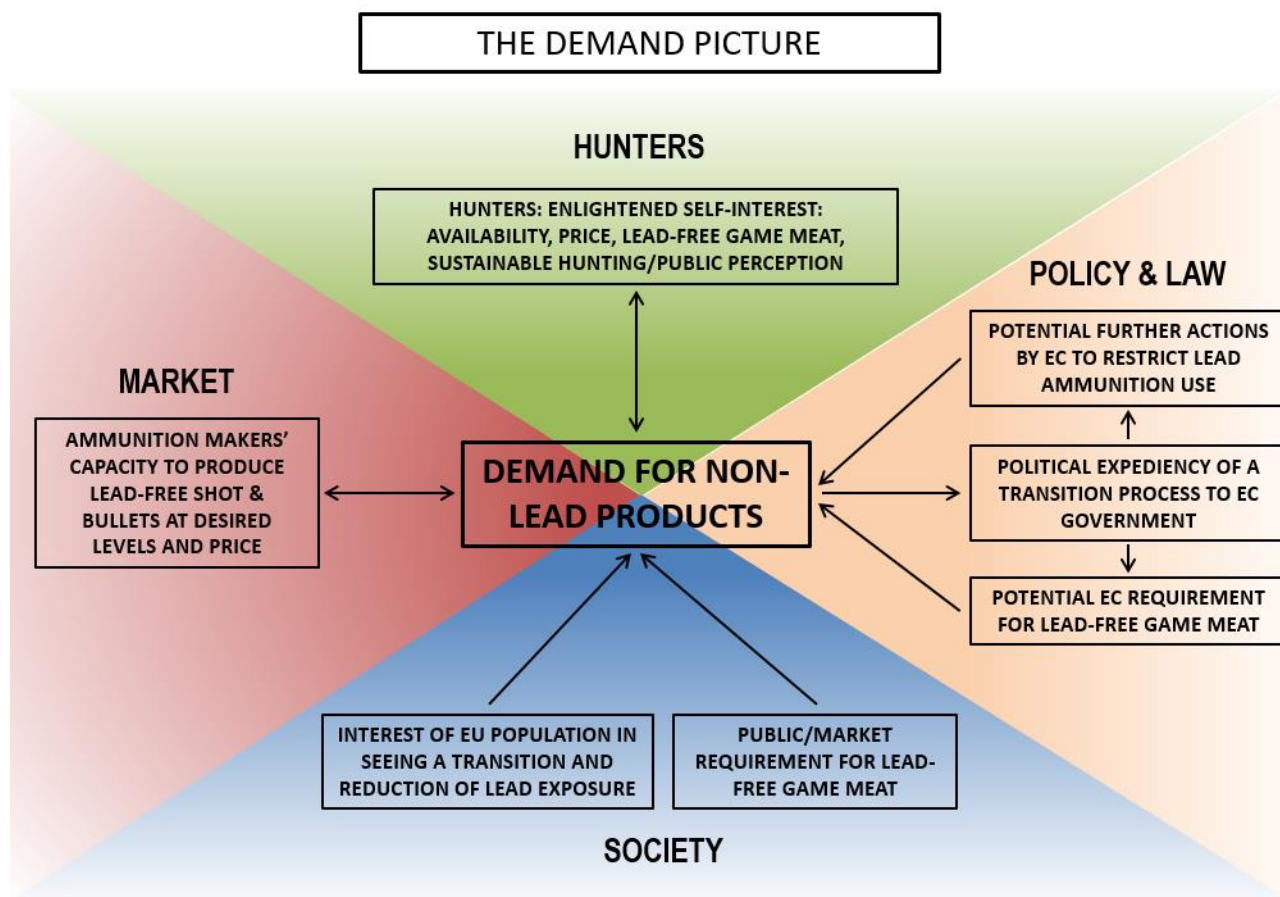 THE DEMAND PICTURE
HUNTERS
HUNTERS: ENLIGHTENED SELF-INTEREST:
AVAILABILITY, PRICE, LEAD-FREE GAME MEAT,
SUSTAINABLE HUNTING/PUBLIC PERCEPTION
POLICY & LAW
POTENTIAL FURTHER ACTIONS
BY EC TO RESTRICT LEAD
AMMUNITION USE
POLITICAL EXPEDIENCY OF A
TRANSITION PROCESS TO EC
GOVERNMENT
POTENTIAL EC REQUIREMENT
FOR LEAD-FREE GAME MEAT
MARKET
AMMUNITION MAKERS'
CAPACITY TO PRODUCE
LEAD-FREE SHOT &
BULLETS AT DESIRED
LEVELS AND PRICE
DEMAND FOR NON-
LEAD PRODUCTS
INTEREST OF EU POPULATION IN
SEEING A TRANSITION AND
REDUCTION OF LEAD EXPOSURE
PUBLIC/MARKET
REQUIREMENT FOR LEAD-
FREE GAME MEAT
SOCIETY